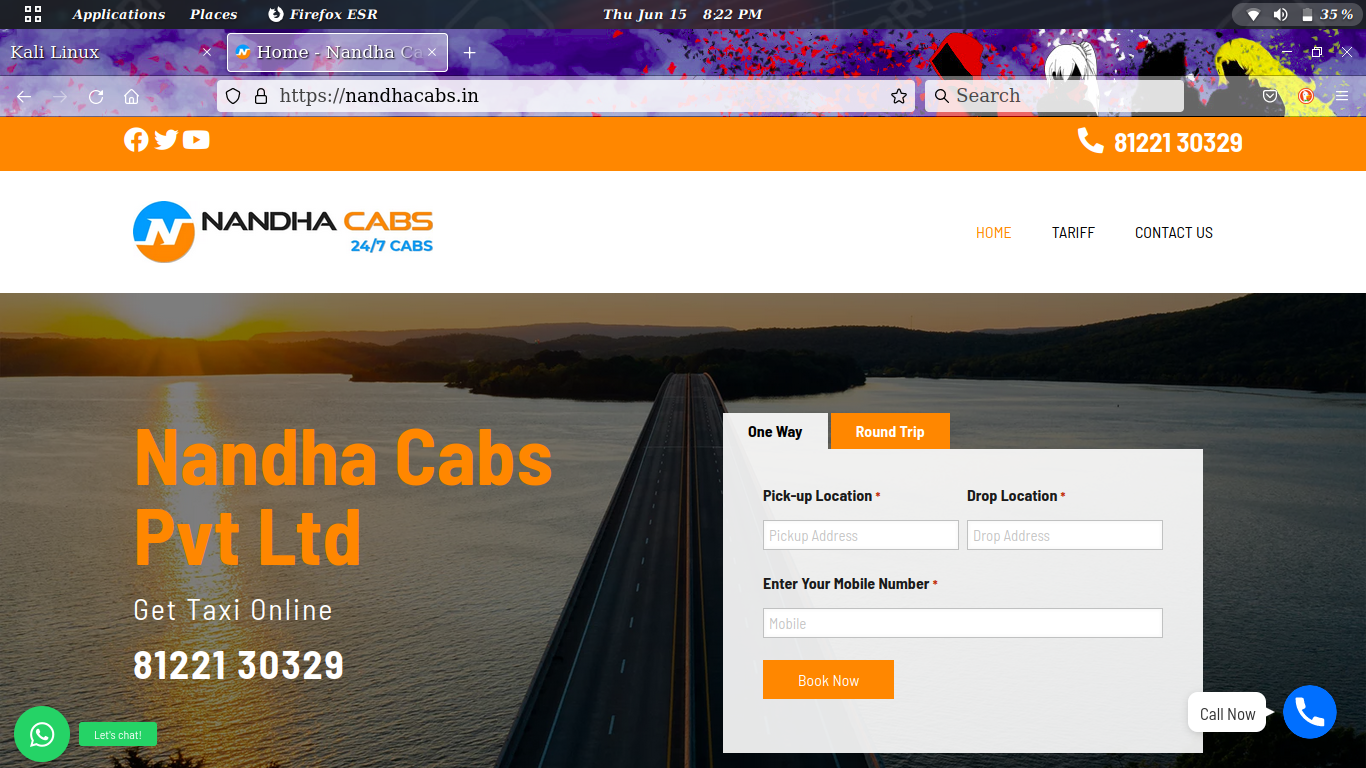 Applications Places Firefox ESR Thu Jun 15 8:22 PM 35 %
Kali Linux Home - Nandha Ca
https://nandhacabs.in Search
81221 30329
NANDHA CABS
24/7 CABS
HOME TARIFF CONTACT US
Nandha Cabs
Pvt Ltd
Get Taxi Online
81221 30329
One Way Round Trip
Pick-up Location * Drop Location *
Pickup Address Drop Address
Enter Your Mobile Number *
Mobile
Book Now
Let's chat!
Call Now